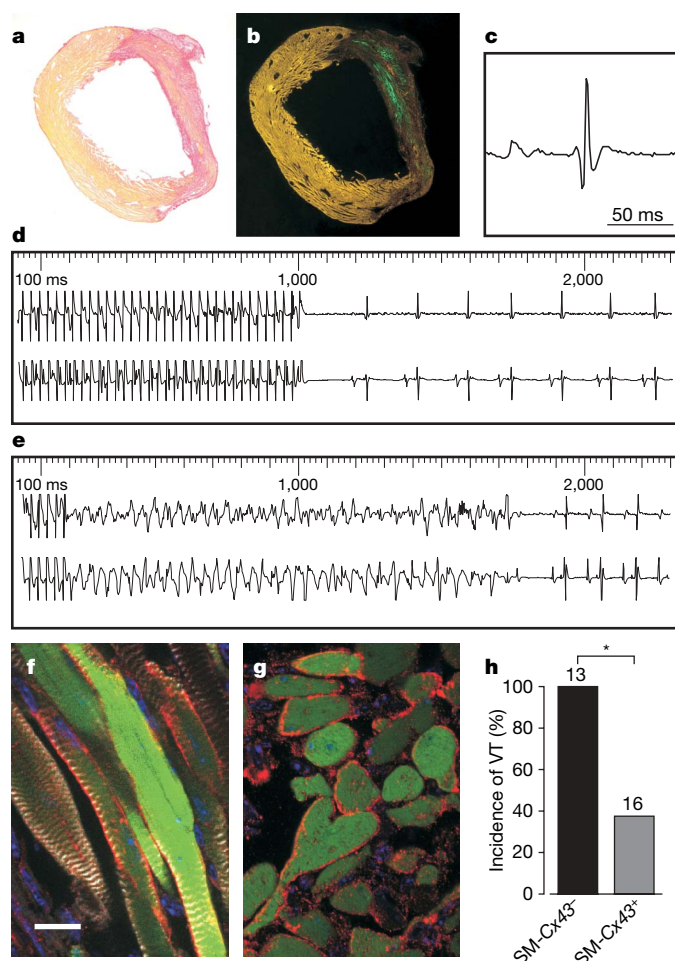 a
b
c
50 ms
d
100 ms 1,000 2,000
e
100 ms 1,000 2,000
f
g
h
*
13
16
100
80
60
40
20
0
Incidence of VT (%)
SM-Cx43⁻
SM-Cx43⁺